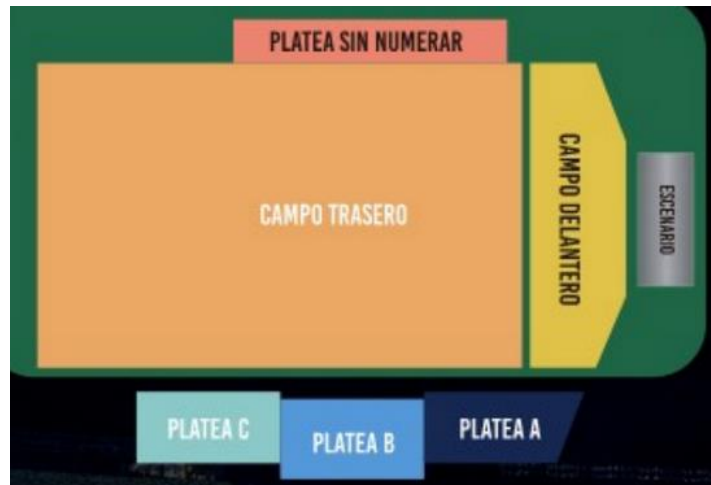 PLATEA SIN NUMERAR
CAMPO TRASERO
CAMPO DELANTERO
ESCENARIO
PLATEA C
PLATEA B
PLATEA A